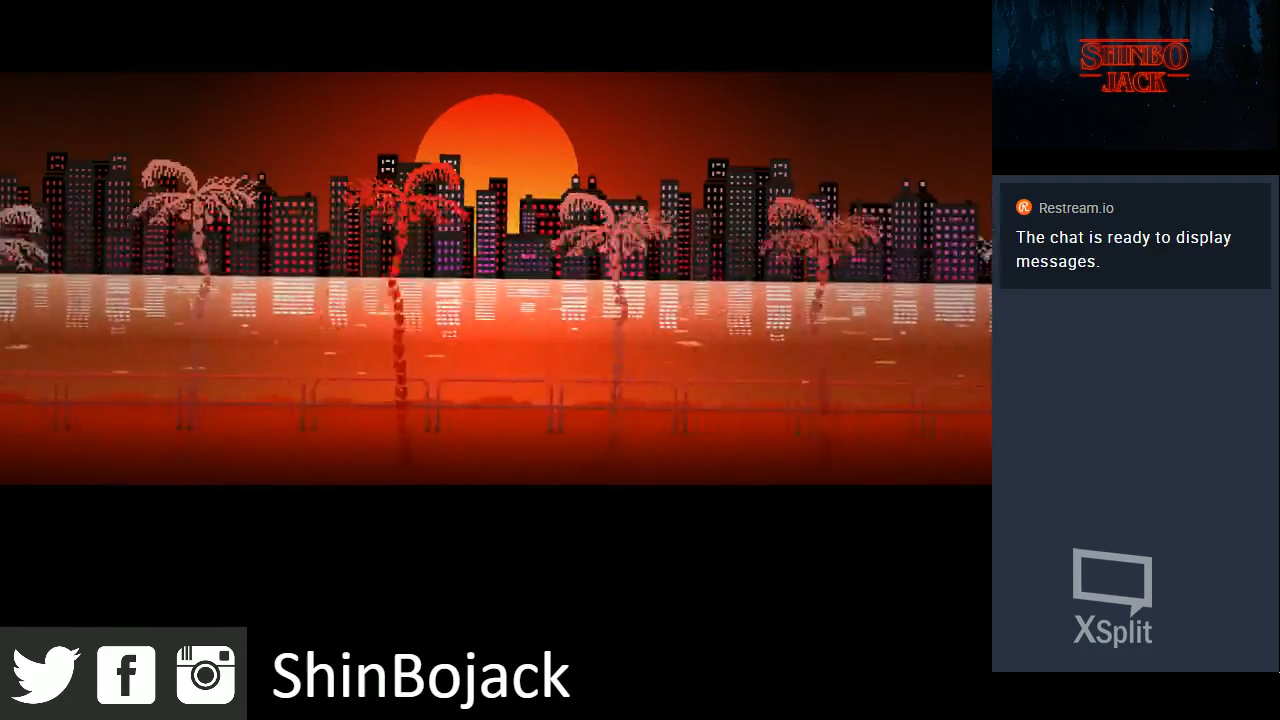 SHINBO
JACK
Restream.io
The chat is ready to display
messages.
XSplit
ShinBojack